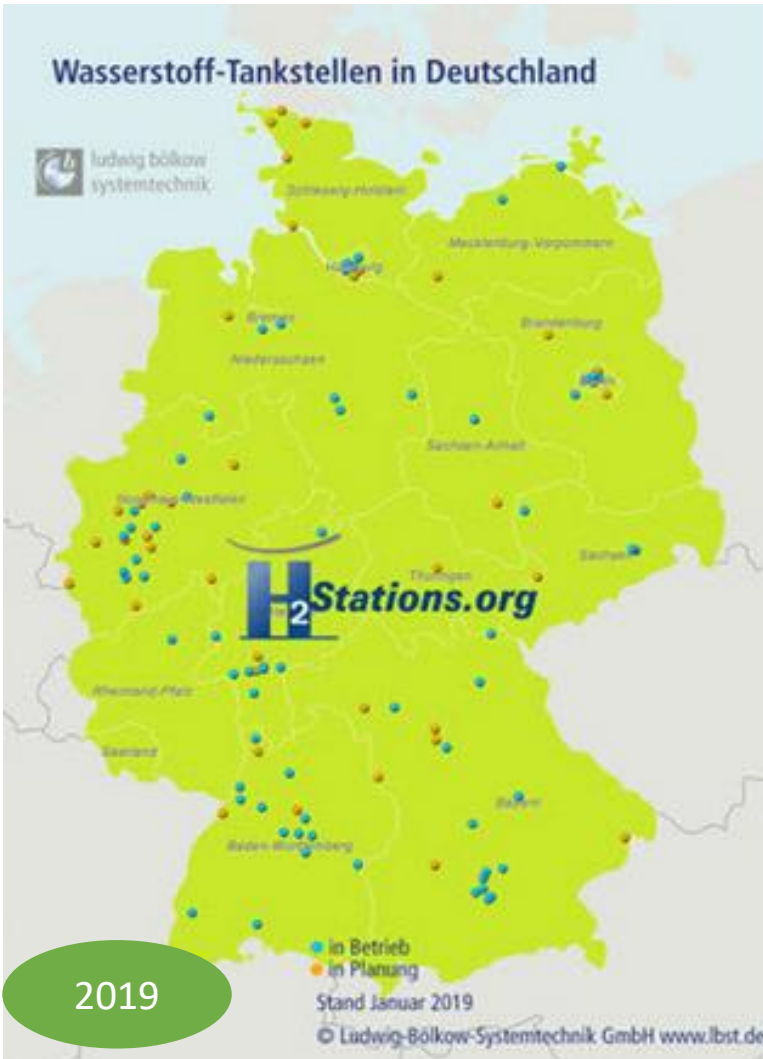 Wasserstoff-Tankstellen in Deutschland
ludwig bölkow
systemtechnik
Schleswig-Holstein
Mecklenburg-Vorpommern
Hamburg
Bremen
Brandenburg
Niedersachsen
Berlin
Sachsen-Anhalt
Nordrhein-Westfalen
Sachsen
Thüringen
H2Stations.org
Rheinland-Pfalz
Saarland
Bayern
Baden-Württemberg
in Betrieb
in Planung
2019
Stand Januar 2019
© Ludwig-Bölkow-Systemtechnik GmbH www.lbst.de